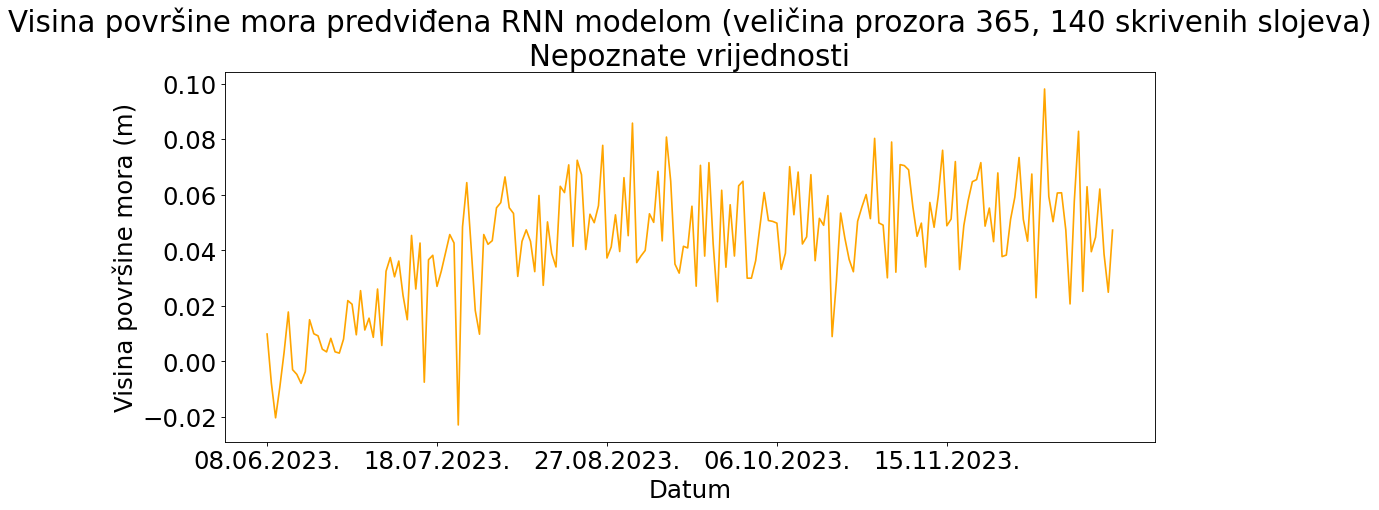 Visina površine mora predviđena RNN modelom (veličina prozora 365, 140 skrivenih slojeva)
Nepoznate vrijednosti
Visina površine mora (m)
0.10
0.08
0.06
0.04
0.02
0.00
−0.02
08.06.2023. 18.07.2023. 27.08.2023. 06.10.2023. 15.11.2023.
Datum